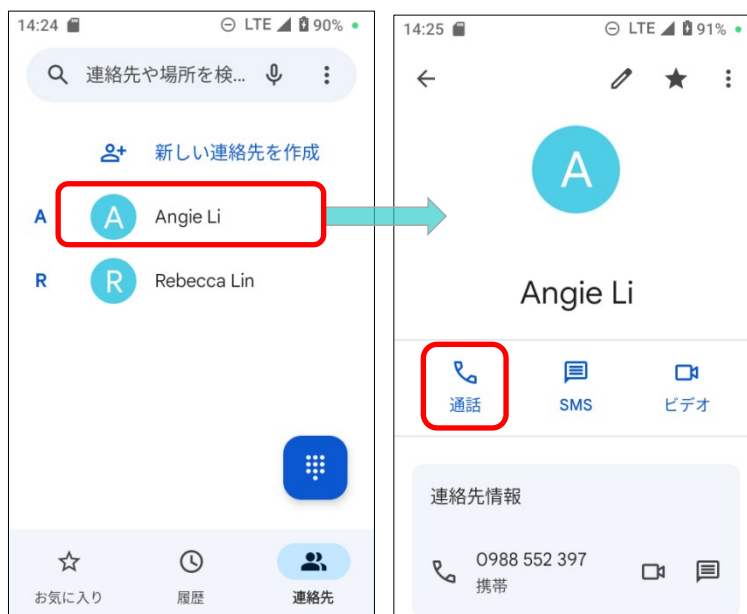 14:24 LTE 90%
連絡先や場所を検...
新しい連絡先を作成
A A Angie Li
R R Rebecca Lin
お気に入り 履歴 連絡先
14:25 LTE 91%
A
Angie Li
通話 SMS ビデオ
連絡先情報
0988 552 397
携帯